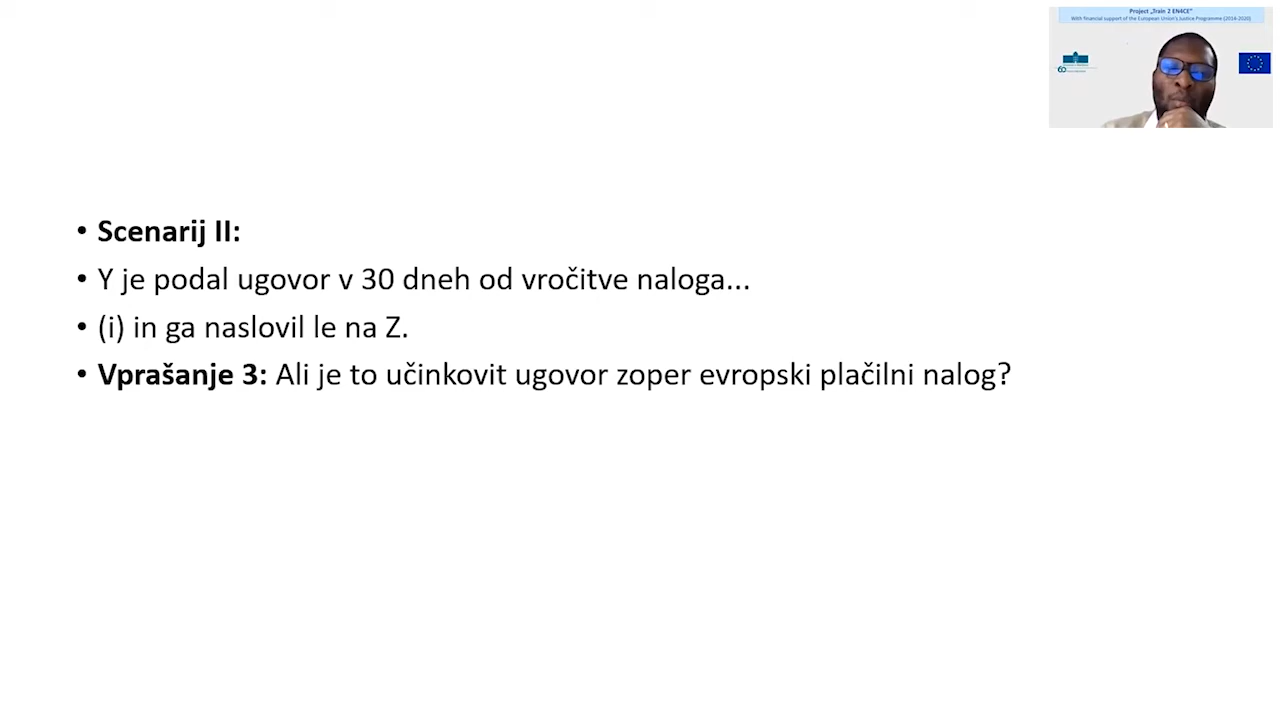 Project „Train 2 EN4CE"
With financial support of the European Union's Justice Programme (2014-2020)
• Scenarij II:
• Y je podal ugovor v 30 dneh od vročitve naloga...
• (i) in ga naslovil le na Z.
• Vprašanje 3: Ali je to učinkovit ugovor zoper evropski plačilni nalog?